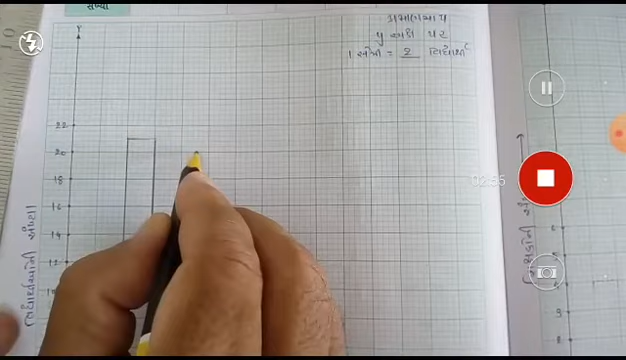 સંખ્યા
Y
પ્રમાણમાપ
y અક્ષ પર
1 સેમી = 2 વિદ્યાર્થી
22
20
18
16
14
12
વિદ્યાર્થીઓની સંખ્યા
02:55